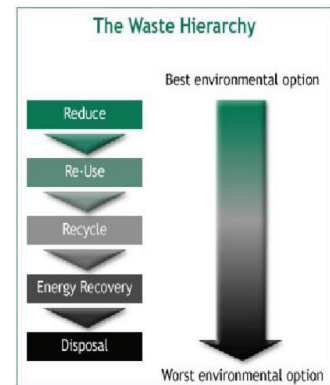 The Waste Hierarchy
Best environmental option
Reduce
Re-Use
Recycle
Energy Recovery
Disposal
Worst environmental option